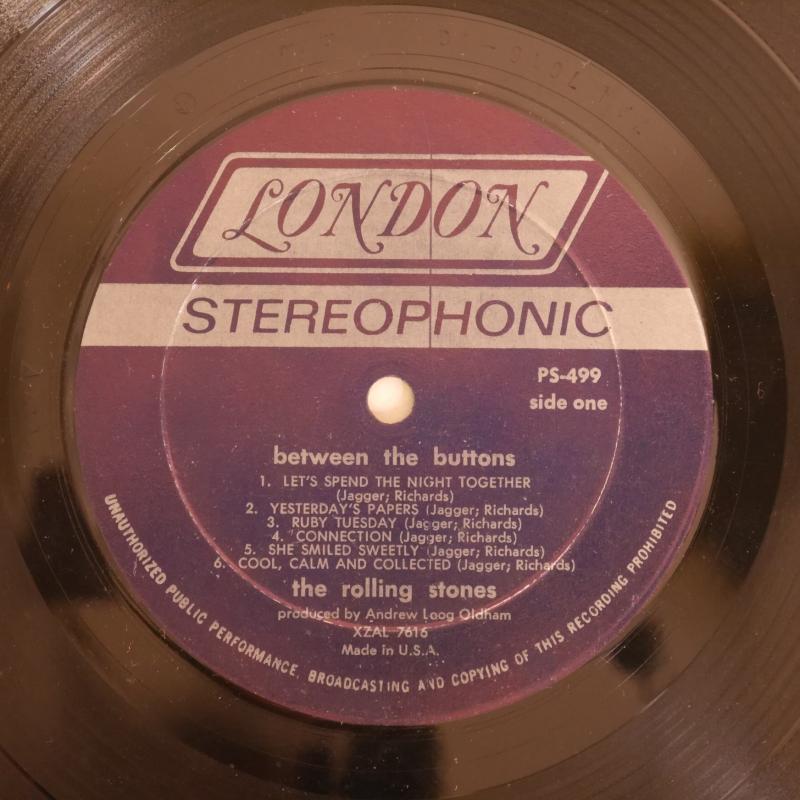 LONDON
STEREOPHONIC
PS-499
side one
between the buttons
1. LET'S SPEND THE NIGHT TOGETHER
(Jagger; Richards)
2. YESTERDAY'S PAPERS (Jagger; Richards)
3. RUBY TUESDAY (Jagger; Richards)
4. CONNECTION (Jagger; Richards)
5. SHE SMILED SWEETLY (Jagger; Richards)
6. COOL, CALM AND COLLECTED (Jagger; Richards)
the rolling stones
produced by Andrew Loog Oldham
XZAL 7616
Made in U.S.A.
UNAUTHORIZED PUBLIC PERFORMANCE, BROADCASTING AND COPYING OF THIS RECORDING PROHIBITED